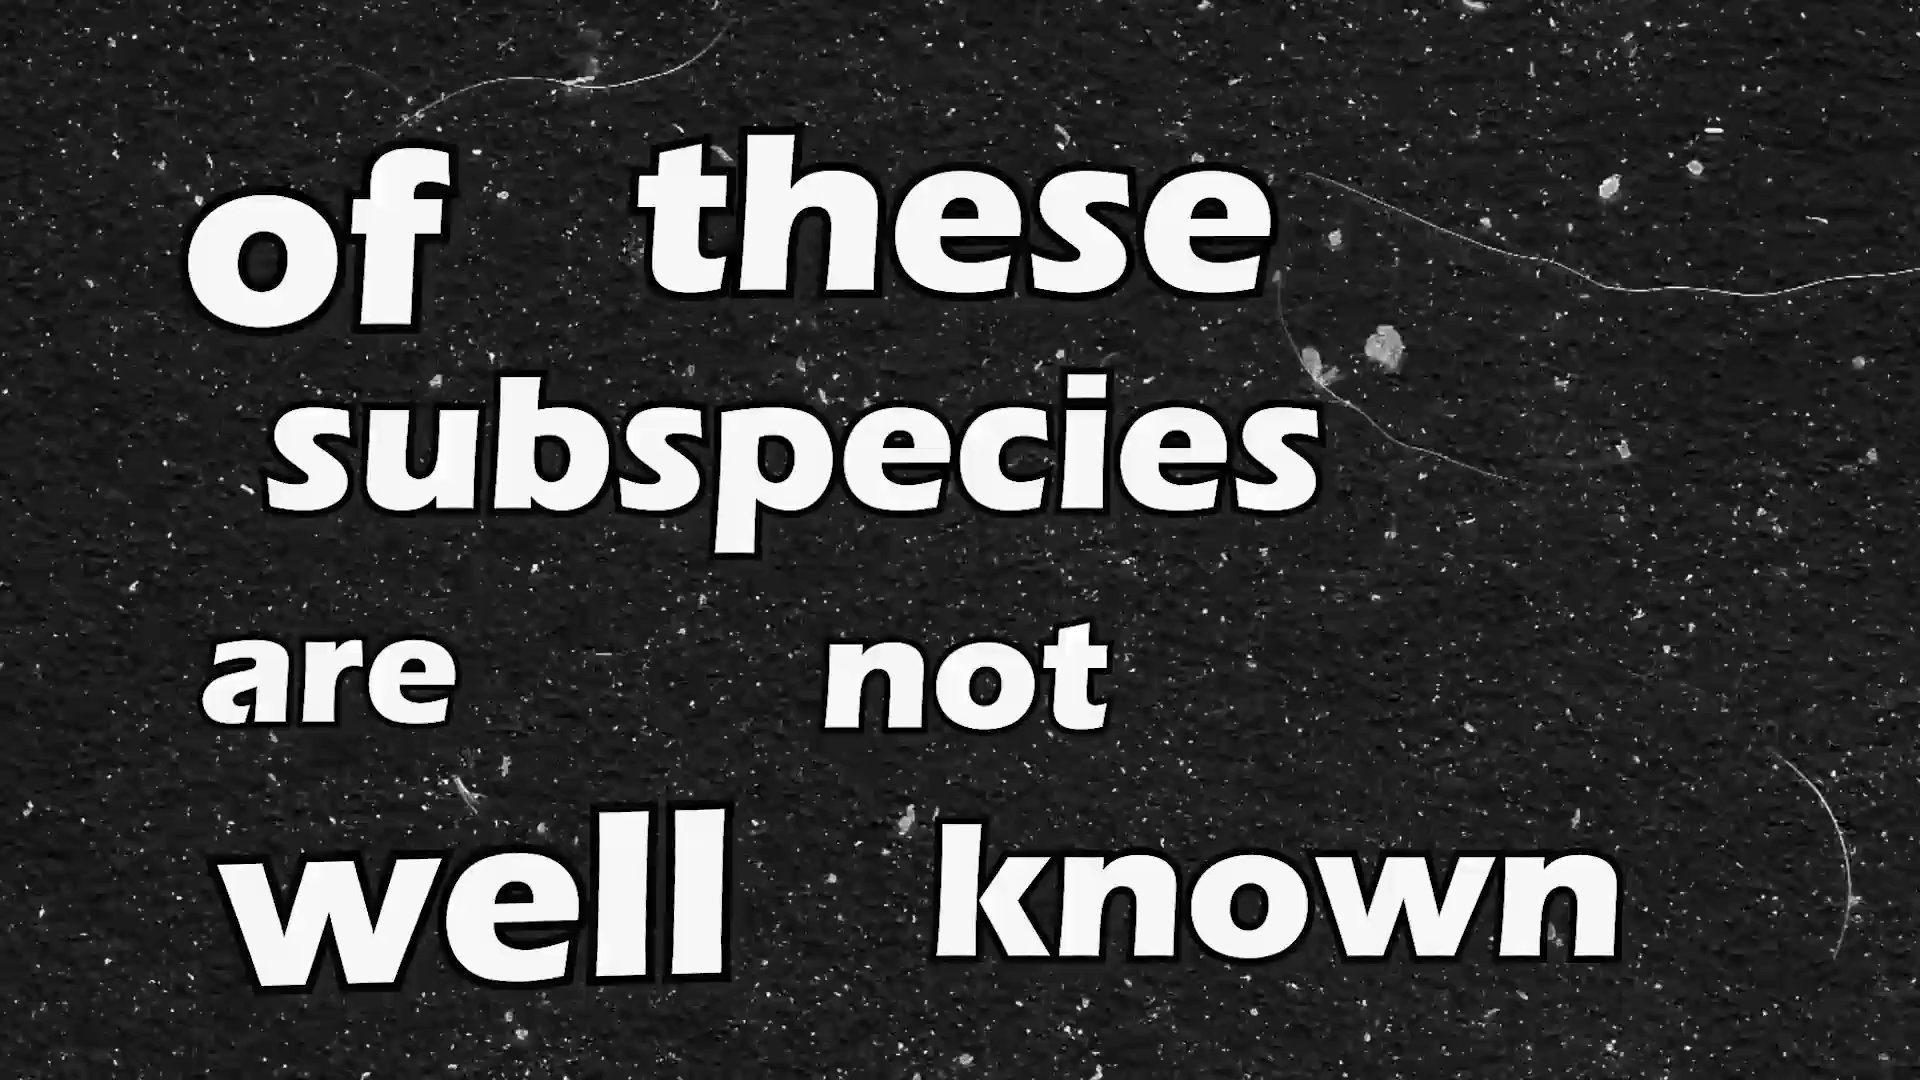 of these
subspecies
are not
well known